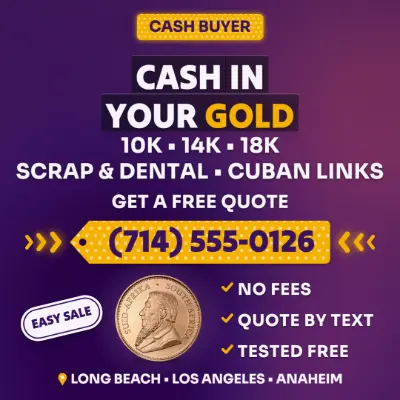 CASH BUYER
CASH IN
YOUR GOLD
10K ▪ 14K ▪ 18K
SCRAP & DENTAL ▪ CUBAN LINKS
GET A FREE QUOTE
(714) 555-0126
EASY SALE
SUID-AFRIKA · SOUTH AFRICA
NO FEES
QUOTE BY TEXT
TESTED FREE
LONG BEACH ▪ LOS ANGELES ▪ ANAHEIM